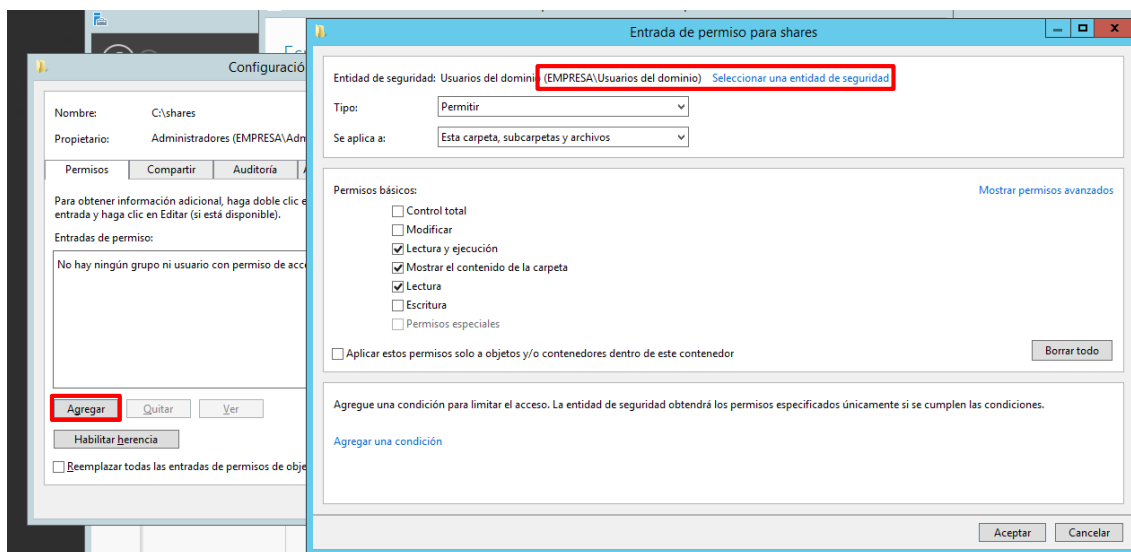 Configuració
Nombre: C:\shares
Propietario: Administradores (EMPRESA\Adm
Permisos Compartir Auditoría
Para obtener información adicional, haga doble clic e
entrada y haga clic en Editar (si está disponible).
Entradas de permiso:
No hay ningún grupo ni usuario con permiso de acce
Agregar Quitar Ver
Habilitar herencia
Reemplazar todas las entradas de permisos de obje
Entrada de permiso para shares
Entidad de seguridad: Usuarios del dominio (EMPRESA\Usuarios del dominio) Seleccionar una entidad de seguridad
Tipo: Permitir
Se aplica a: Esta carpeta, subcarpetas y archivos
Permisos básicos: Mostrar permisos avanzados
Control total
Modificar
Lectura y ejecución
Mostrar el contenido de la carpeta
Lectura
Escritura
Permisos especiales
Aplicar estos permisos solo a objetos y/o contenedores dentro de este contenedor Borrar todo
Agregue una condición para limitar el acceso. La entidad de seguridad obtendrá los permisos especificados únicamente si se cumplen las condiciones.
Agregar una condición
Aceptar Cancelar